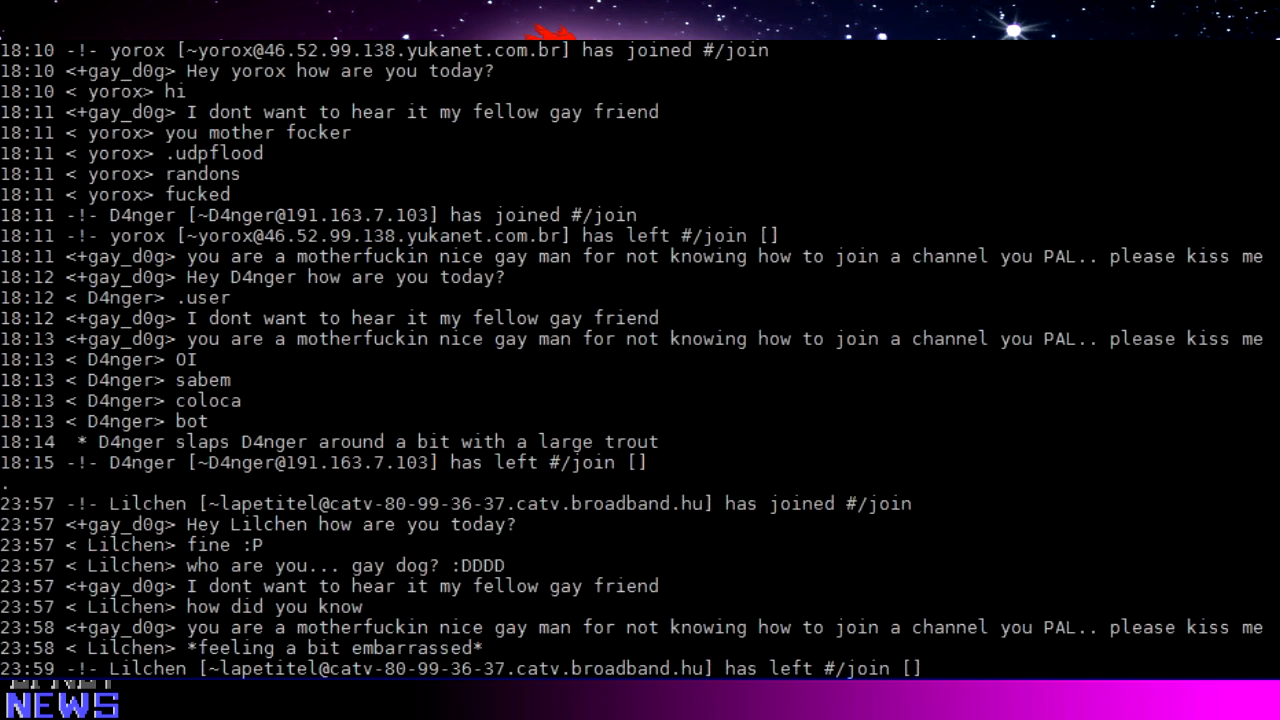 18:10 -!- yorox [~yorox@46.52.99.138.yukanet.com.br] has joined #/join
18:10 <+gay_d0g> Hey yorox how are you today?
18:10 < yorox> hi
18:11 <+gay_d0g> I dont want to hear it my fellow gay friend
18:11 < yorox> you mother focker
18:11 < yorox> .udpflood
18:11 < yorox> randons
18:11 < yorox> fucked
18:11 -!- D4nger [~D4nger@191.163.7.103] has joined #/join
18:11 -!- yorox [~yorox@46.52.99.138.yukanet.com.br] has left #/join []
18:11 <+gay_d0g> you are a motherfuckin nice gay man for not knowing how to join a channel you PAL.. please kiss me
18:12 <+gay_d0g> Hey D4nger how are you today?
18:12 < D4nger> .user
18:12 <+gay_d0g> I dont want to hear it my fellow gay friend
18:13 <+gay_d0g> you are a motherfuckin nice gay man for not knowing how to join a channel you PAL.. please kiss me
18:13 < D4nger> OI
18:13 < D4nger> sabem
18:13 < D4nger> coloca
18:13 < D4nger> bot
18:14  * D4nger slaps D4nger around a bit with a large trout
18:15 -!- D4nger [~D4nger@191.163.7.103] has left #/join []
.
23:57 -!- Lilchen [~lapetitel@catv-80-99-36-37.catv.broadband.hu] has joined #/join
23:57 <+gay_d0g> Hey Lilchen how are you today?
23:57 < Lilchen> fine :P
23:57 < Lilchen> who are you... gay dog? :DDDD
23:57 <+gay_d0g> I dont want to hear it my fellow gay friend
23:57 < Lilchen> how did you know
23:58 <+gay_d0g> you are a motherfuckin nice gay man for not knowing how to join a channel you PAL.. please kiss me
23:58 < Lilchen> *feeling a bit embarrassed*
23:59 -!- Lilchen [~lapetitel@catv-80-99-36-37.catv.broadband.hu] has left #/join []
NEWS